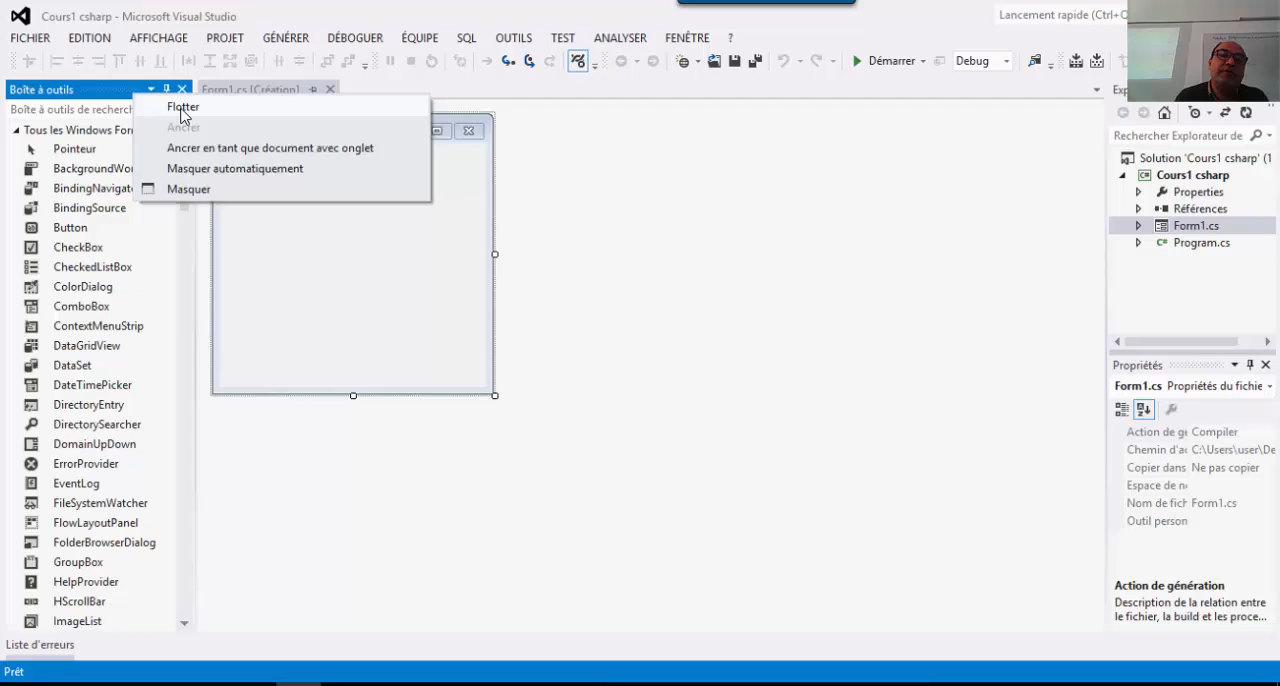 Cours1 csharp - Microsoft Visual Studio
Lancement rapide (Ctrl+
FICHIER EDITION AFFICHAGE PROJET GÉNÉRER DÉBOGUER ÉQUIPE SQL OUTILS TEST ANALYSER FENÊTRE ?
Démarrer Debug
Boîte à outils
Form1.cs [Création]
Exp
Boîte à outils de recherch
Flotter
Ancrer
Ancrer en tant que document avec onglet
Masquer automatiquement
Masquer
Tous les Windows For
Pointeur
BackgroundWo
BindingNavigat
BindingSource
Button
CheckBox
CheckedListBox
ColorDialog
ComboBox
ContextMenuStrip
DataGridView
DataSet
DateTimePicker
DirectoryEntry
DirectorySearcher
DomainUpDown
ErrorProvider
EventLog
FileSystemWatcher
FlowLayoutPanel
FolderBrowserDialog
GroupBox
HelpProvider
HScrollBar
ImageList
Rechercher Explorateur de
Solution 'Cours1 csharp'
Cours1 csharp
Properties
Références
Form1.cs
Program.cs
Propriétés
Form1.cs Propriétés du fichie
Action de gé Compiler
Chemin d'ac C:\Users\user\De
Copier dans Ne pas copier
Espace de n
Nom de fich Form1.cs
Outil person
Action de génération
Description de la relation entre
le fichier, la build et les proce...
Liste d'erreurs
Prêt